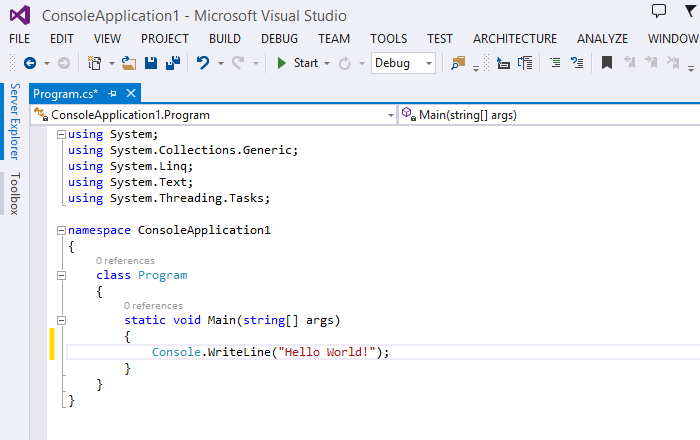 ConsoleApplication1 - Microsoft Visual Studio
FILE EDIT VIEW PROJECT BUILD DEBUG TEAM TOOLS TEST ARCHITECTURE ANALYZE WINDOW
Start Debug
Server Explorer
Toolbox
Program.cs*
ConsoleApplication1.Program Main(string[] args)
using System;
using System.Collections.Generic;
using System.Linq;
using System.Text;
using System.Threading.Tasks;
namespace ConsoleApplication1
{
0 references
class Program
{
0 references
static void Main(string[] args)
{
Console.WriteLine("Hello World!");
}
}
}